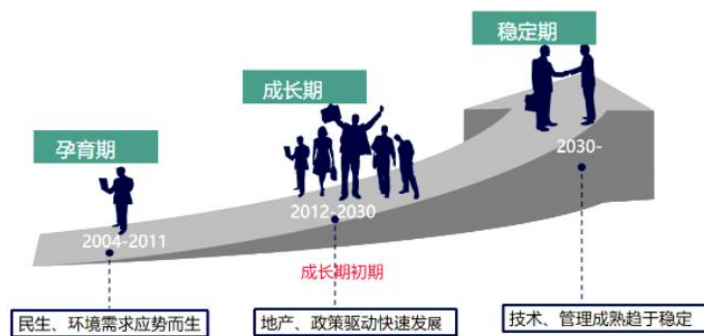 稳定期
成长期
孕育期
2030-
2012-2030
2004-2011
成长期初期
民生、环境需求应势而生
地产、政策驱动快速发展
技术、管理成熟趋于稳定